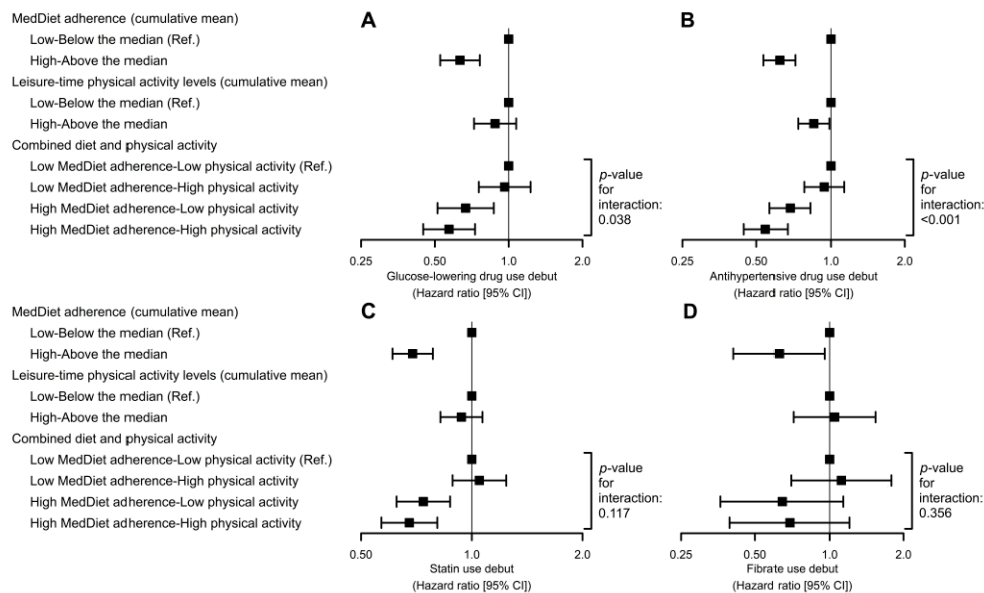 A
B
MedDiet adherence (cumulative mean)
Low-Below the median (Ref.)
High-Above the median
Leisure-time physical activity levels (cumulative mean)
Low-Below the median (Ref.)
High-Above the median
Combined diet and physical activity
Low MedDiet adherence-Low physical activity (Ref.)
Low MedDiet adherence-High physical activity
High MedDiet adherence-Low physical activity
High MedDiet adherence-High physical activity
p-value
for
interaction:
0.038
0.25 0.50 1.0 2.0
Glucose-lowering drug use debut
(Hazard ratio [95% CI])
p-value
for
interaction:
<0.001
0.25 0.50 1.0 2.0
Antihypertensive drug use debut
(Hazard ratio [95% CI])
C
D
MedDiet adherence (cumulative mean)
Low-Below the median (Ref.)
High-Above the median
Leisure-time physical activity levels (cumulative mean)
Low-Below the median (Ref.)
High-Above the median
Combined diet and physical activity
Low MedDiet adherence-Low physical activity (Ref.)
Low MedDiet adherence-High physical activity
High MedDiet adherence-Low physical activity
High MedDiet adherence-High physical activity
p-value
for
interaction:
0.117
0.50 1.0 2.0
Statin use debut
(Hazard ratio [95% CI])
p-value
for
interaction:
0.356
0.25 0.50 1.0 2.0
Fibrate use debut
(Hazard ratio [95% CI])